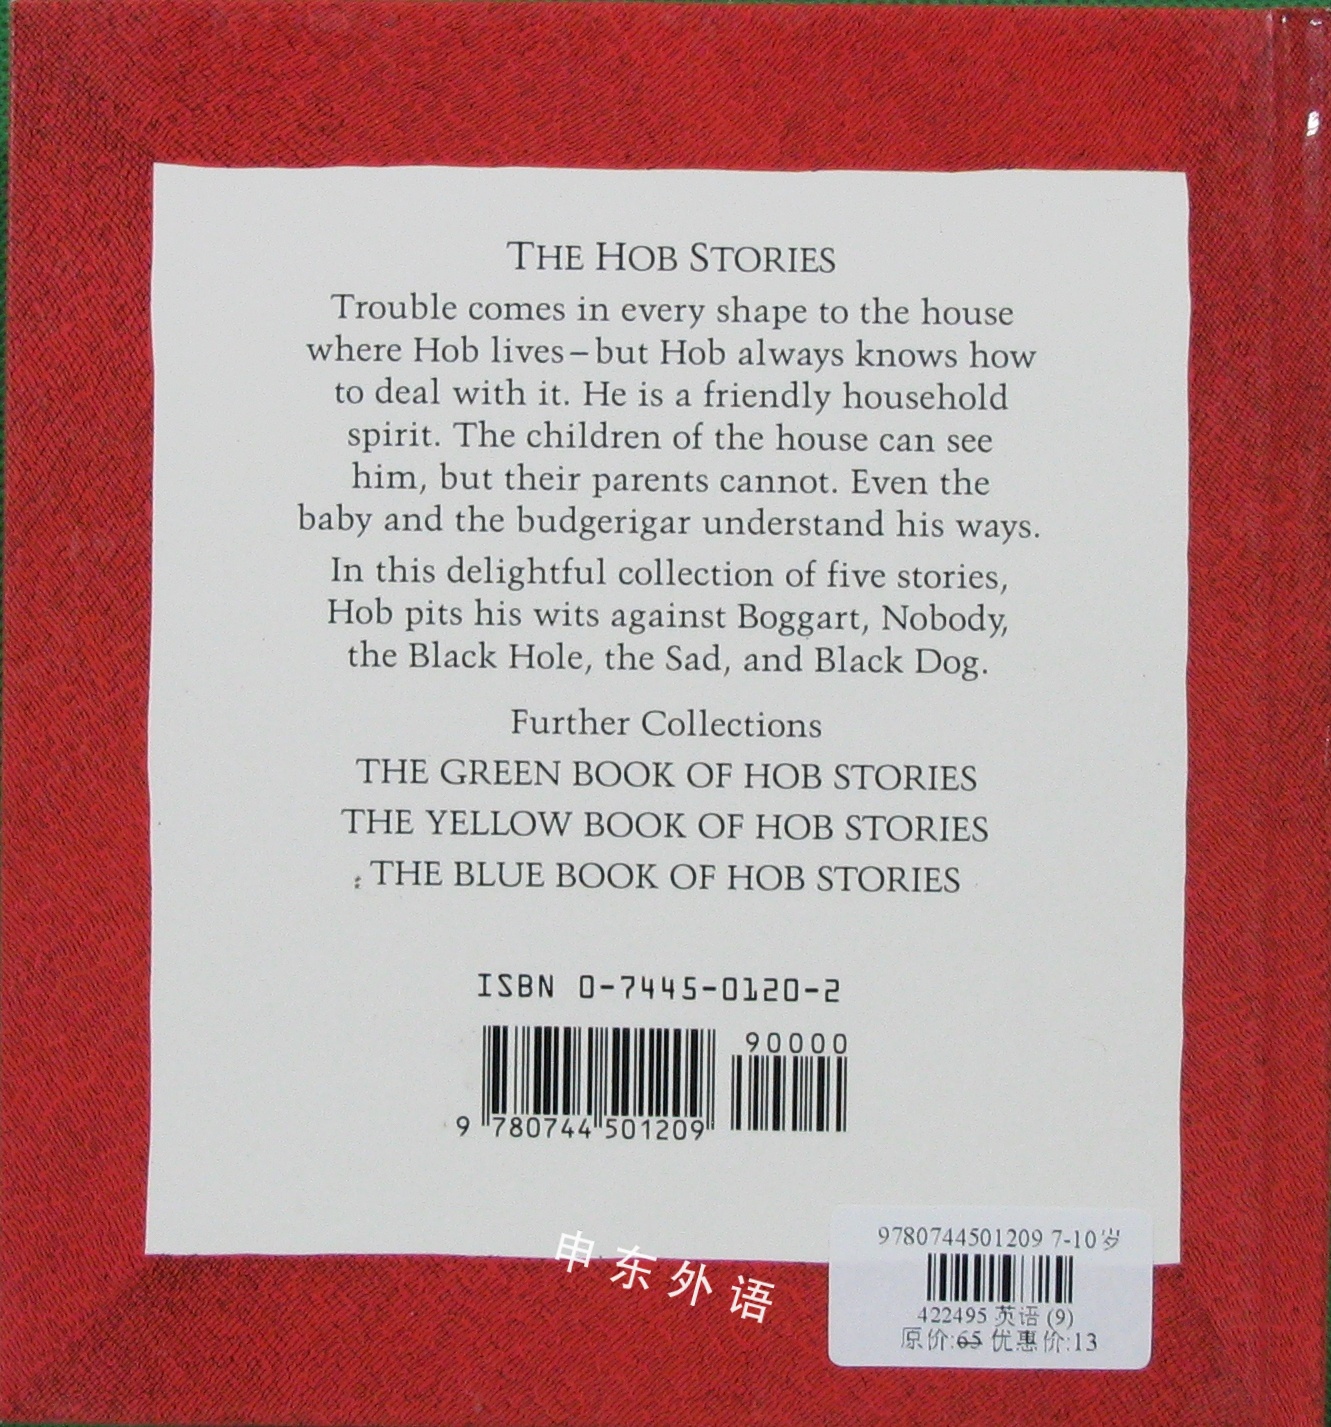 THE HOB STORIES
Trouble comes in every shape to the house
where Hob lives – but Hob always knows how
to deal with it. He is a friendly household
spirit. The children of the house can see
him, but their parents cannot. Even the
baby and the budgerigar understand his ways.
In this delightful collection of five stories,
Hob pits his wits against Boggart, Nobody,
the Black Hole, the Sad, and Black Dog.
Further Collections
THE GREEN BOOK OF HOB STORIES
THE YELLOW BOOK OF HOB STORIES
THE BLUE BOOK OF HOB STORIES
ISBN 0-7445-0120-2
90000
9 780744 501209
申东外语
9780744501209 7-10岁
422495 英语 (9)
原价:65 优惠价:13